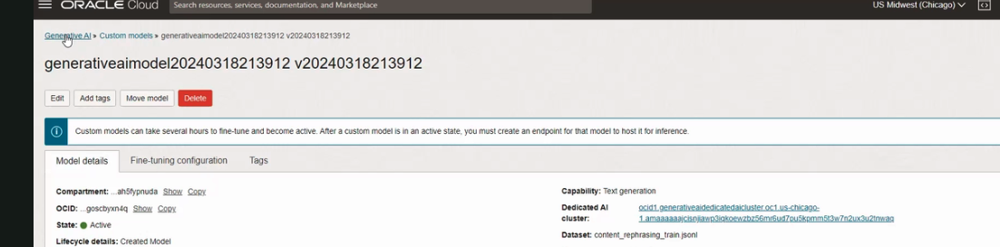 ORACLE Cloud
Search resources, services, documentation, and Marketplace
US Midwest (Chicago)
Generative AI » Custom models » generativeaimodel20240318213912 v20240318213912
generativeaimodel20240318213912 v20240318213912
Edit Add tags Move model Delete
Custom models can take several hours to fine-tune and become active. After a custom model is in an active state, you must create an endpoint for that model to host it for inference.
Model details Fine-tuning configuration Tags
Compartment: ...ah5fypnuda Show Copy
OCID: ...goscbyxn4q Show Copy
State: Active
Lifecycle details: Created Model
Capability: Text generation
Dedicated AI cluster: ocid1.generativeaidedicatedaicluster.oc1.us-chicago-
Dataset: content_rephrasing_train.jsonl